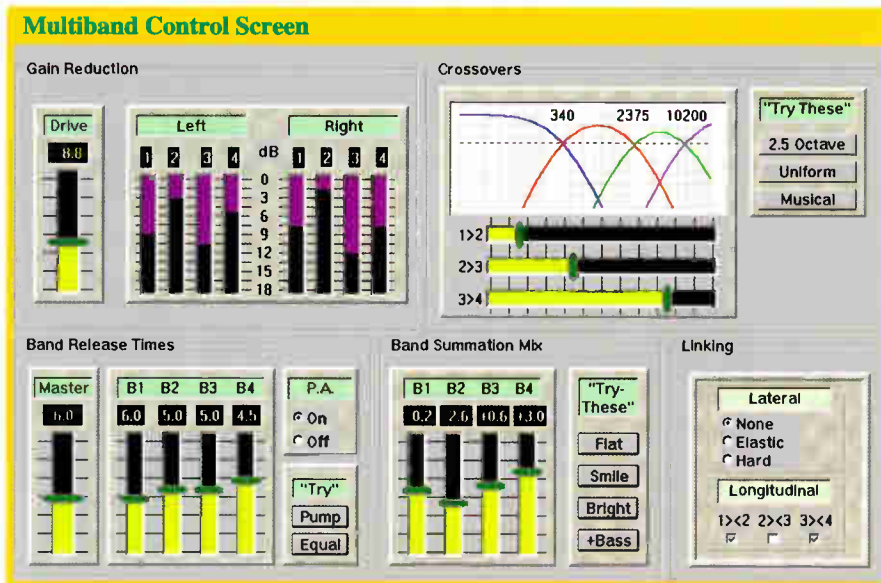 Multiband Control Screen
Gain Reduction
Drive
8.8
Left
Right
1 2 3 4
dB
1 2 3 4
0
3
6
9
12
15
18
Crossovers
340 2375 10200
1>2
2>3
3>4
"Try These"
2.5 Octave
Uniform
Musical
Band Release Times
Master
6.0
B1 B2 B3 B4
6.0 5.0 5.0 4.5
P.A.
On
Off
"Try"
Pump
Equal
Band Summation Mix
B1 B2 B3 B4
-0.2 -2.6 +0.6 +3.0
"Try-
These"
Flat
Smile
Bright
+Bass
Linking
Lateral
None
Elastic
Hard
Longitudinal
1><2 2><3 3><4